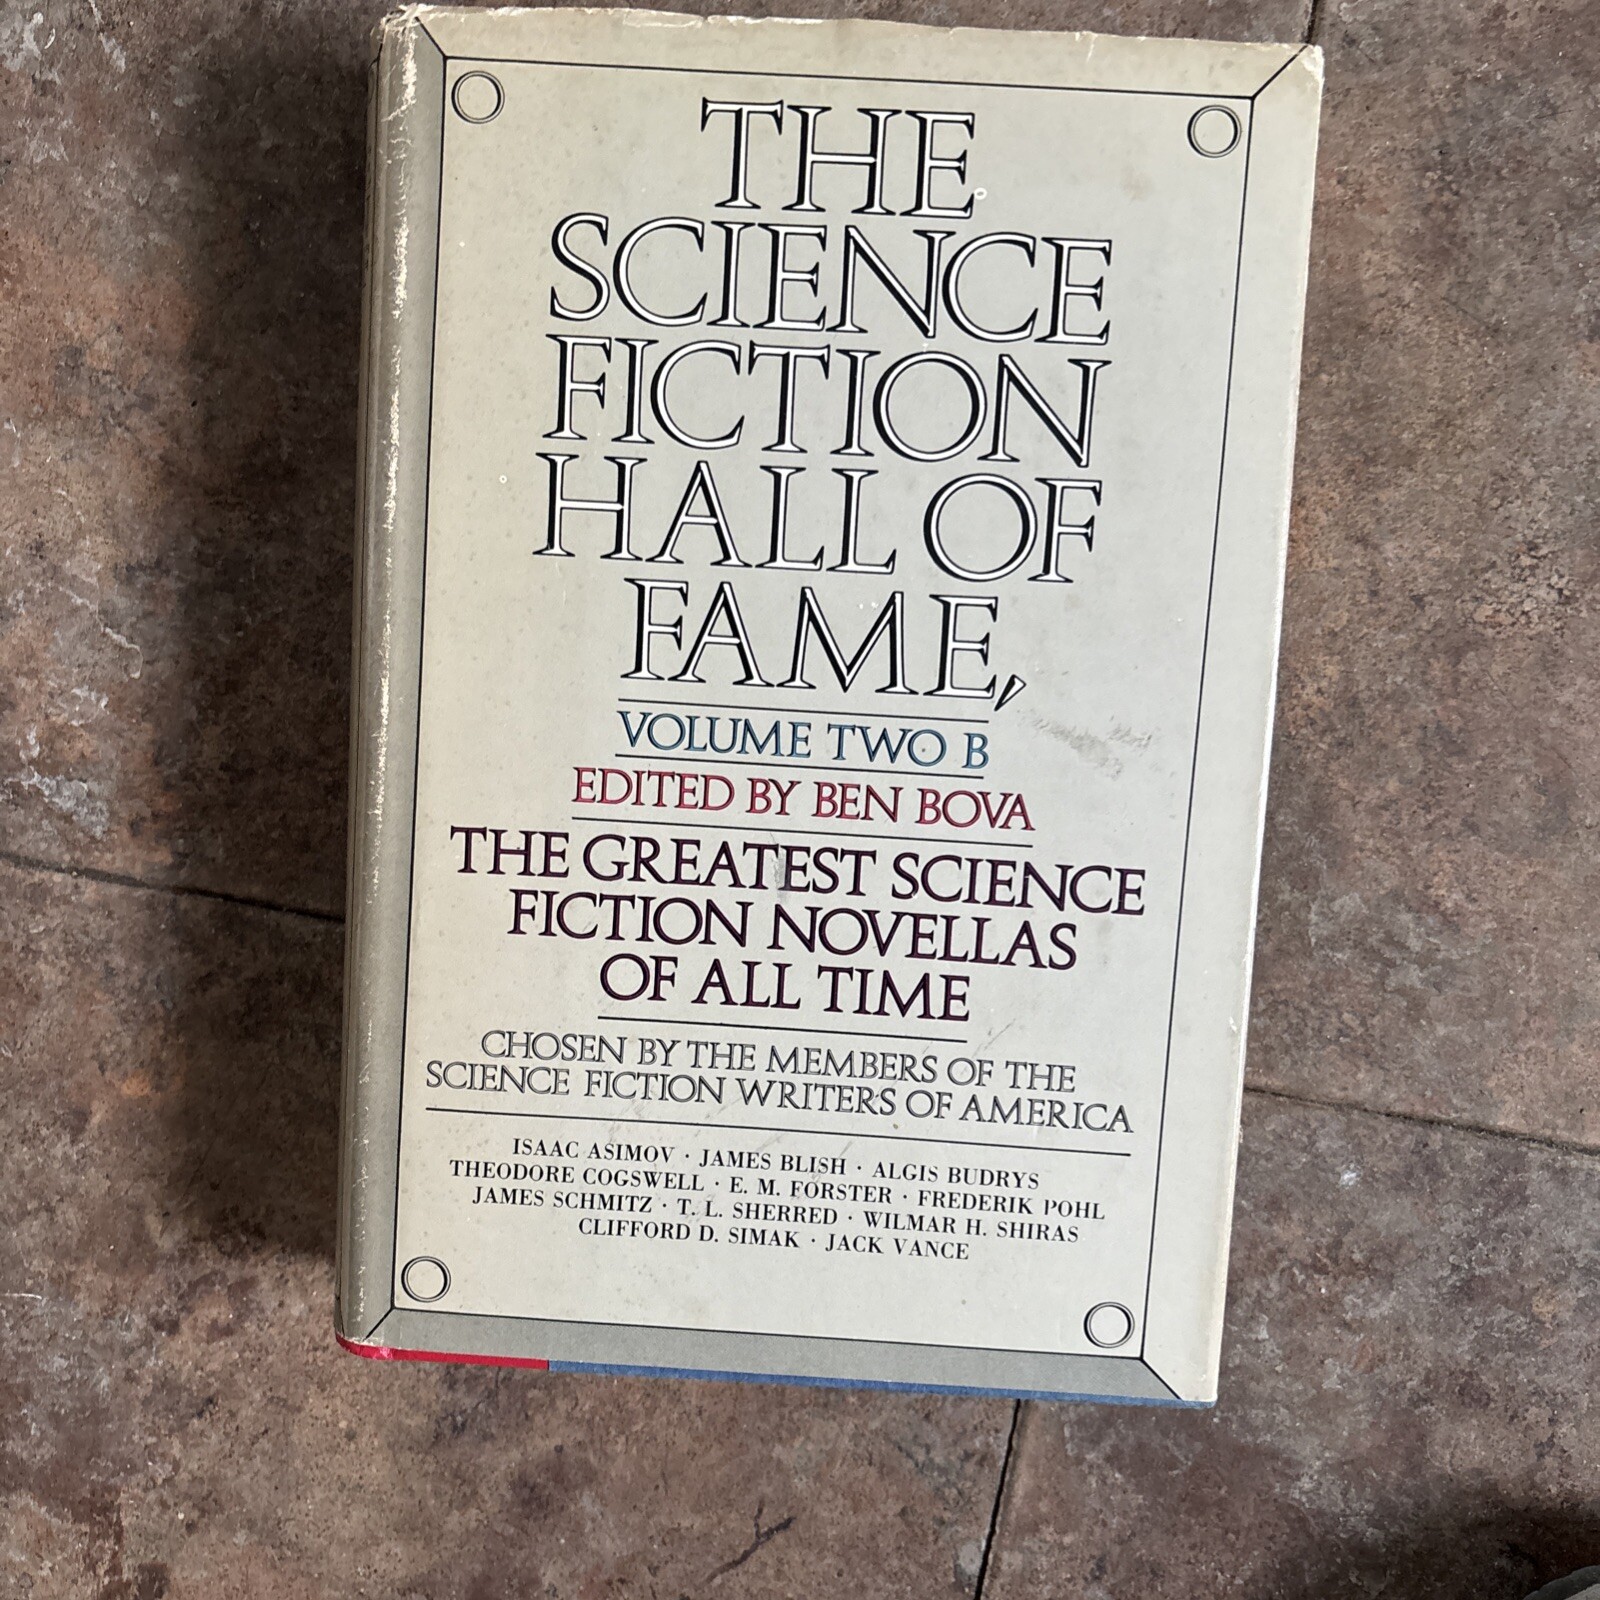 THE
SCIENCE
FICTION
HALL OF
FAME,
VOLUME TWO B
EDITED BY BEN BOVA
THE GREATEST SCIENCE
FICTION NOVELLAS
OF ALL TIME
CHOSEN BY THE MEMBERS OF THE
SCIENCE FICTION WRITERS OF AMERICA
ISAAC ASIMOV · JAMES BLISH · ALGIS BUDRYS
THEODORE COGSWELL · E. M. FORSTER · FREDERIK POHL
JAMES SCHMITZ · T. L. SHERRED · WILMAR H. SHIRAS
CLIFFORD D. SIMAK · JACK VANCE